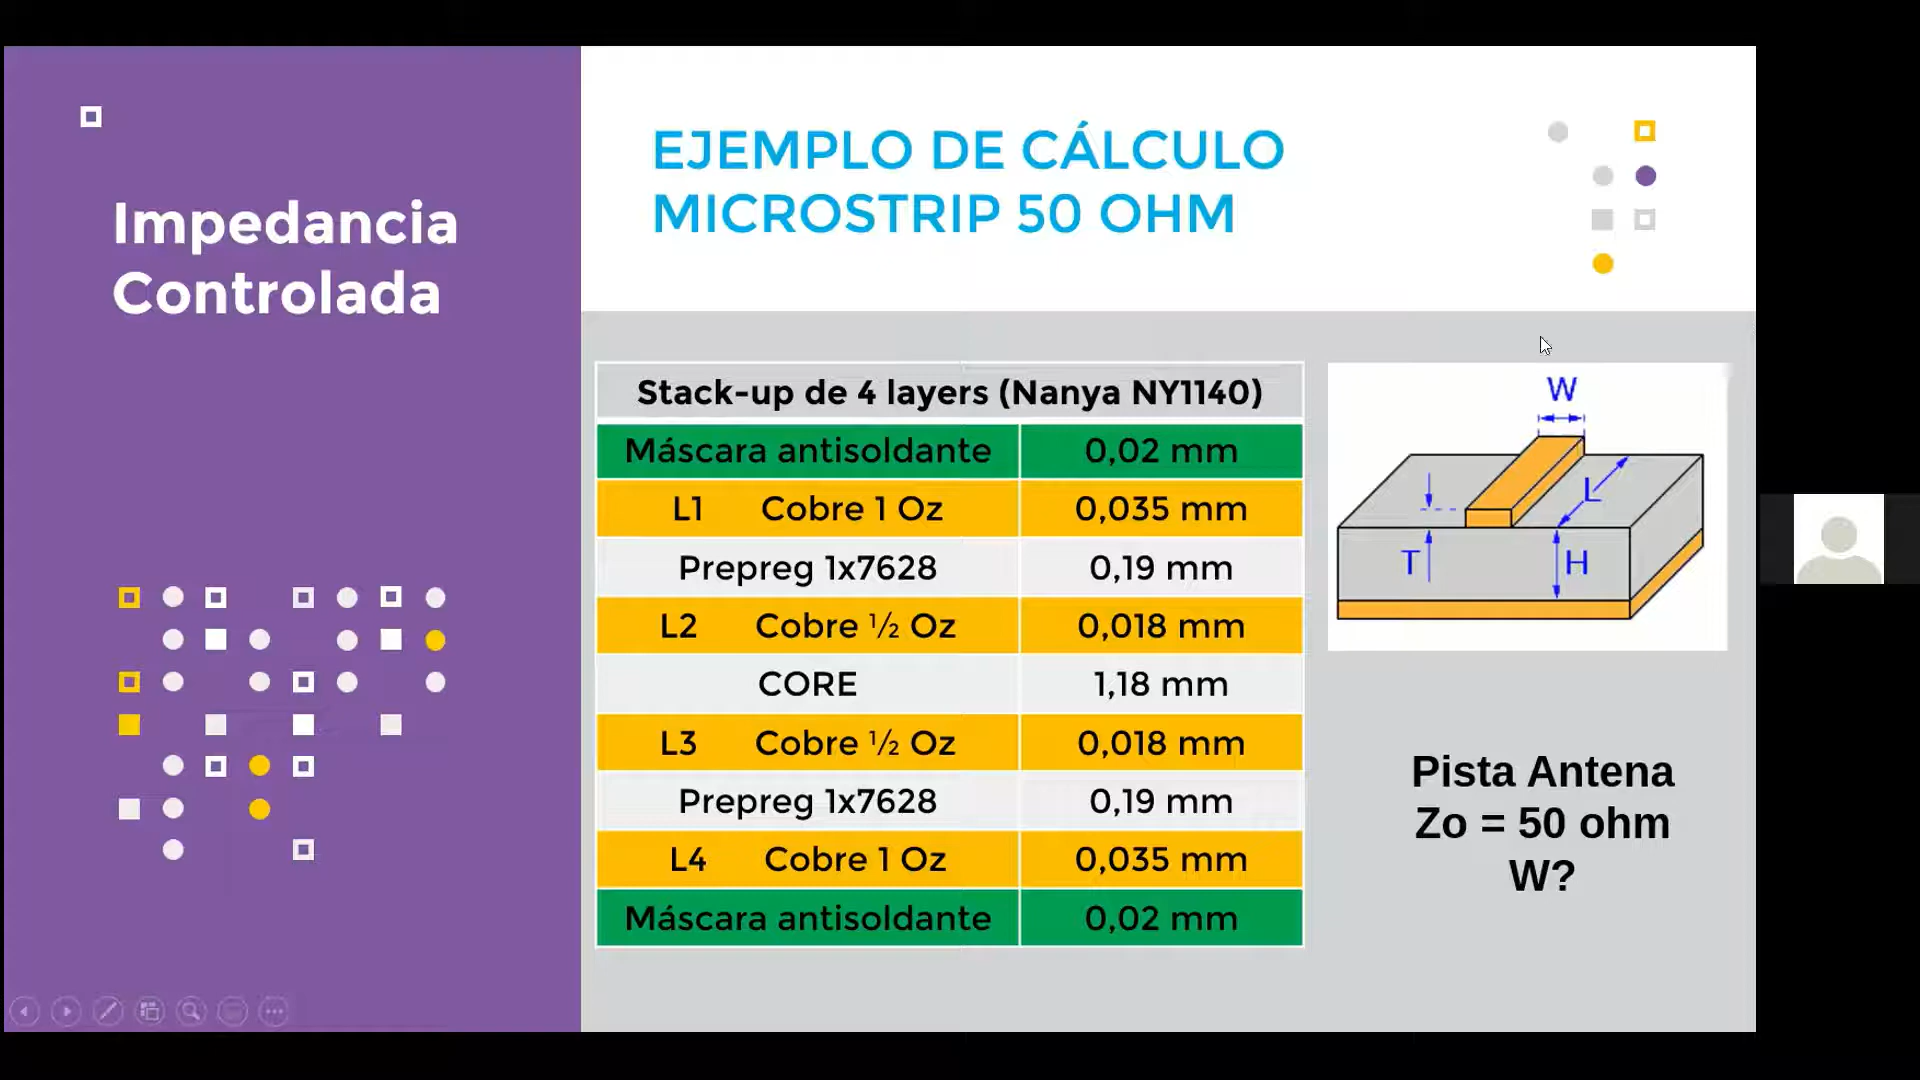 Impedancia
Controlada
EJEMPLO DE CÁLCULO
MICROSTRIP 50 OHM
Stack-up de 4 layers (Nanya NY1140)
Máscara antisoldante 0,02 mm
L1 Cobre 1 Oz 0,035 mm
Prepreg 1x7628 0,19 mm
L2 Cobre ½ Oz 0,018 mm
CORE 1,18 mm
L3 Cobre ½ Oz 0,018 mm
Prepreg 1x7628 0,19 mm
L4 Cobre 1 Oz 0,035 mm
Máscara antisoldante 0,02 mm
W
L
T
H
Pista Antena
Zo = 50 ohm
W?